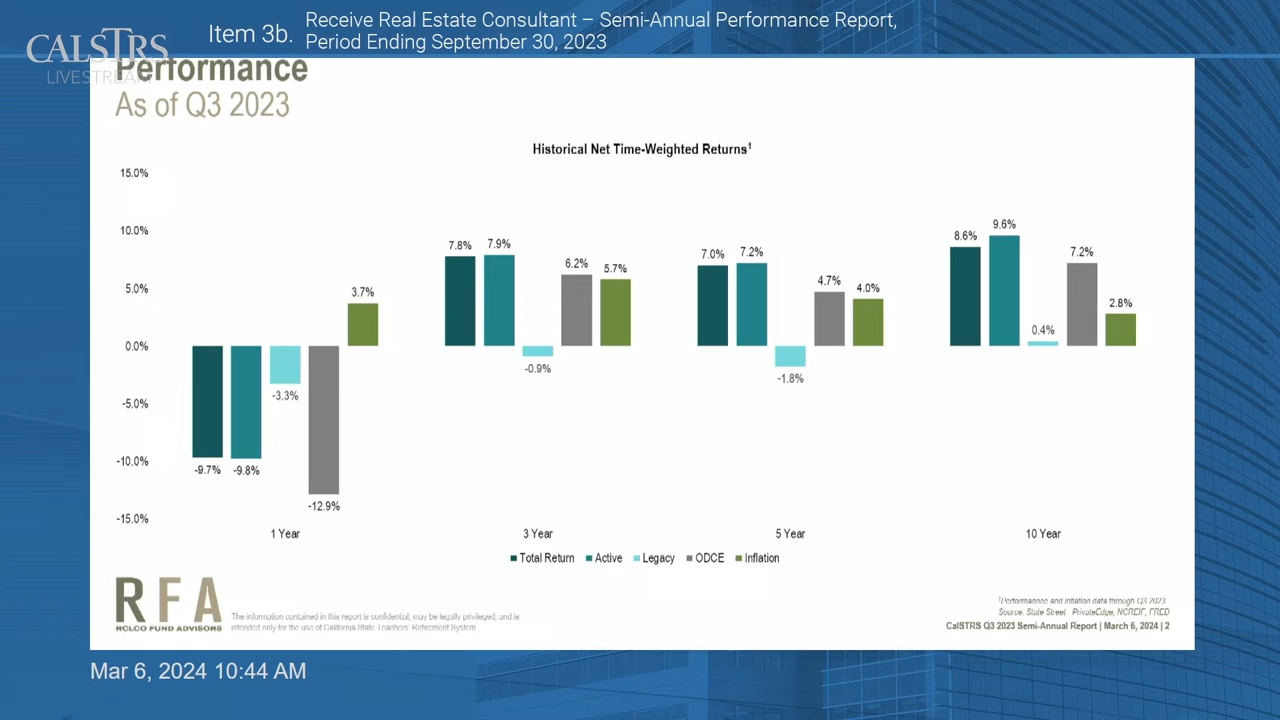 Receive Real Estate Consultant – Semi-Annual Performance Report,
Item 3b.
Period Ending September 30, 2023
CALSTRS
LIVESTREAM
Performance
As of Q3 2023
Historical Net Time-Weighted Returns¹
15.0%
10.0%
5.0%
0.0%
-5.0%
-10.0%
-15.0%
-9.7%
-9.8%
-3.3%
-12.9%
3.7%
7.8%
7.9%
-0.9%
6.2%
5.7%
7.0%
7.2%
-1.8%
4.7%
4.0%
8.6%
9.6%
0.4%
7.2%
2.8%
1 Year
3 Year
5 Year
10 Year
Total Return Active Legacy ODCE Inflation
RFA
RCLCO FUND ADVISORS
The information contained in this report is confidential, may be legally privileged, and is
intended only for the use of California State Teachers' Retirement System
¹Performannce and inflation data through Q3 2023
Source: State Street PrivateEdge, NCREIF, FRED
CalSTRS Q3 2023 Semi-Annual Report | March 6, 2024 | 2
Mar 6, 2024 10:44 AM